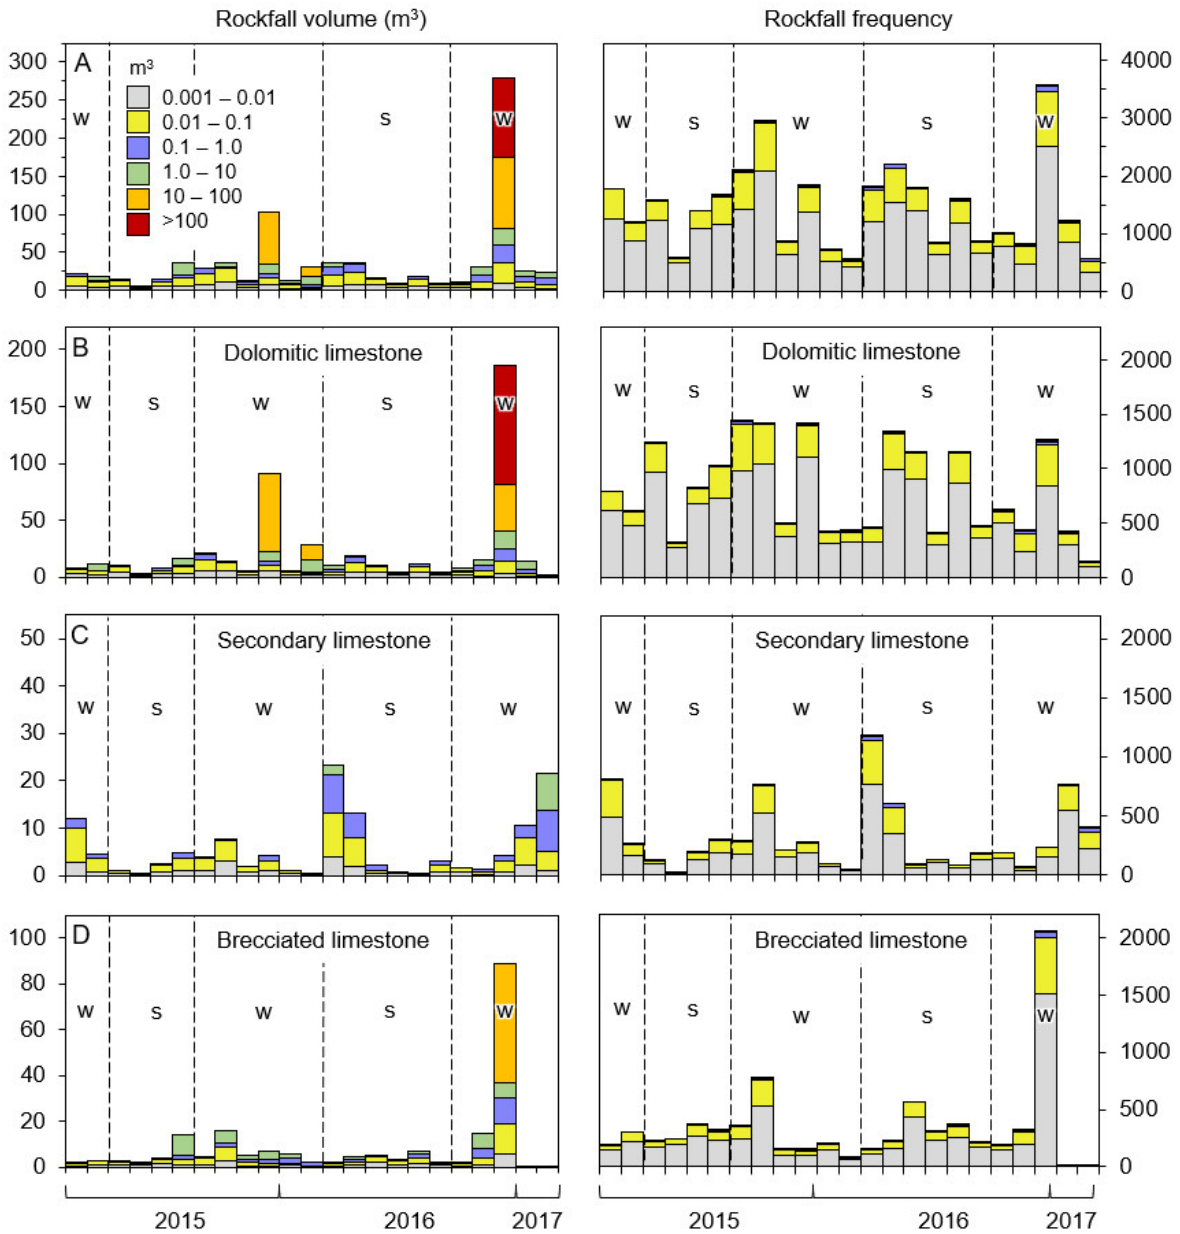 Rockfall volume (m³)
Rockfall frequency
A
m³
0.001 – 0.01
0.01 – 0.1
0.1 – 1.0
1.0 – 10
10 – 100
>100
300
250
200
150
100
50
0
w
s
w
w
s
w
s
w
4000
3000
2000
1000
0
B
Dolomitic limestone
200
150
100
50
0
w
s
w
s
w
Dolomitic limestone
w
s
w
s
w
2000
1500
1000
500
0
C
Secondary limestone
50
40
30
20
10
0
w
s
w
s
w
Secondary limestone
w
s
w
s
w
2000
1500
1000
500
0
D
Brecciated limestone
100
80
60
40
20
0
w
s
w
s
w
Brecciated limestone
w
s
w
s
w
2000
1500
1000
500
0
2015
2016
2017
2015
2016
2017